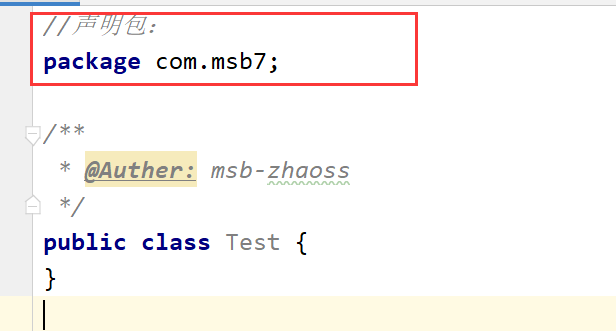 //声明包：
package com.msb7;
/**
* @Auther: msb-zhaoss
*/
public class Test {
}